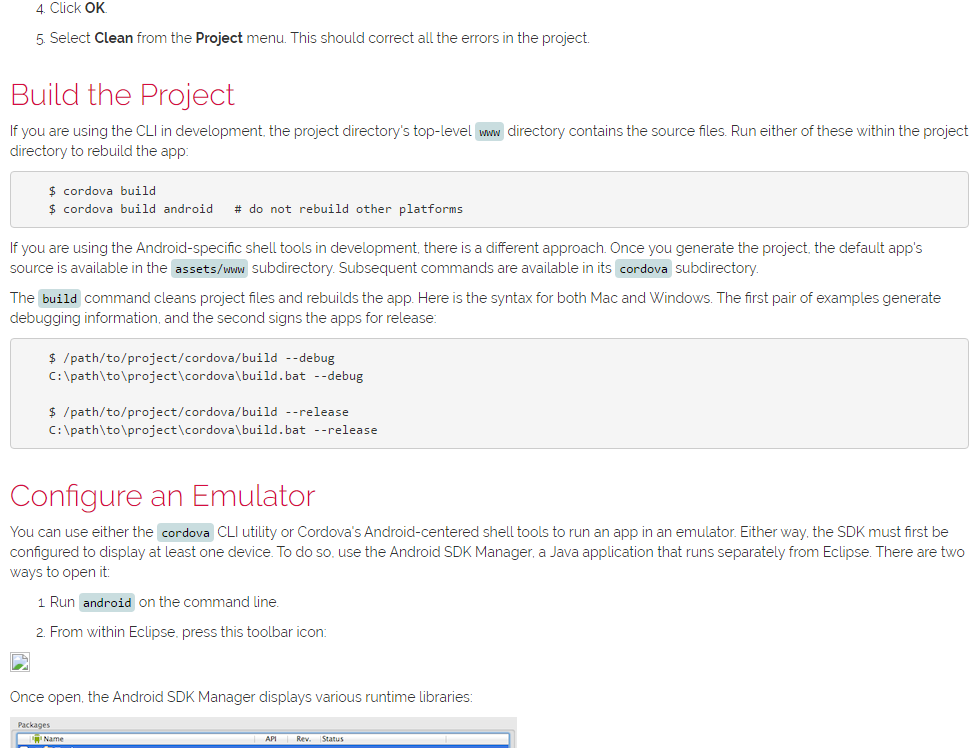 4. Click OK.
5. Select Clean from the Project menu. This should correct all the errors in the project.
Build the Project
If you are using the CLI in development, the project directory's top-level www directory contains the source files. Run either of these within the project
directory to rebuild the app:
$ cordova build
$ cordova build android   # do not rebuild other platforms
If you are using the Android-specific shell tools in development, there is a different approach. Once you generate the project, the default app's
source is available in the assets/www subdirectory. Subsequent commands are available in its cordova subdirectory.
The build command cleans project files and rebuilds the app. Here is the syntax for both Mac and Windows. The first pair of examples generate
debugging information, and the second signs the apps for release:
$ /path/to/project/cordova/build --debug
C:\path\to\project\cordova\build.bat --debug
$ /path/to/project/cordova/build --release
C:\path\to\project\cordova\build.bat --release
Configure an Emulator
You can use either the cordova CLI utility or Cordova's Android-centered shell tools to run an app in an emulator. Either way, the SDK must first be
configured to display at least one device. To do so, use the Android SDK Manager, a Java application that runs separately from Eclipse. There are two
ways to open it:
1. Run android on the command line.
2. From within Eclipse, press this toolbar icon:
Once open, the Android SDK Manager displays various runtime libraries:
Packages
Name API Rev. Status